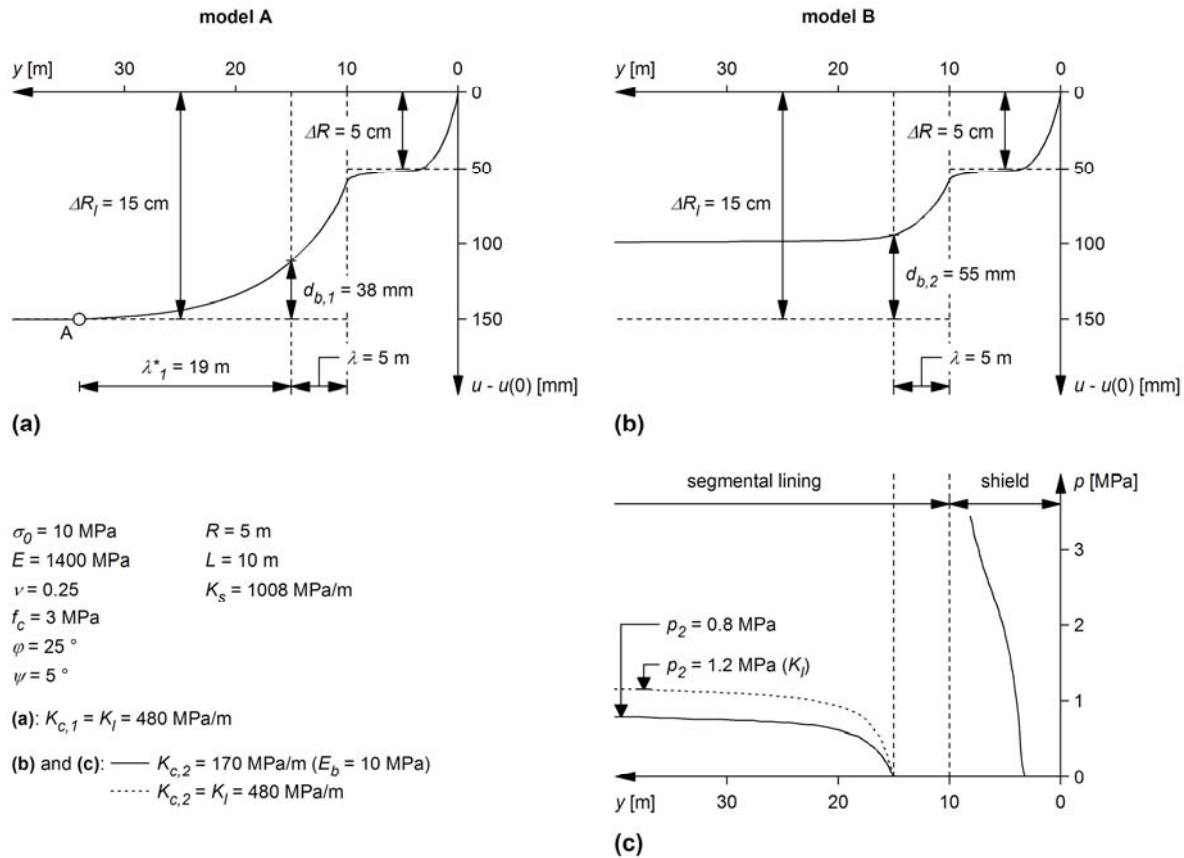 model A
y [m] 30 20 10 0
0
ΔR = 5 cm
50
ΔR_l = 15 cm
100
d_b,1 = 38 mm
150
A
λ*_1 = 19 m
λ = 5 m
u - u(0) [mm]
(a)
model B
y [m] 30 20 10 0
0
ΔR = 5 cm
50
ΔR_l = 15 cm
100
d_b,2 = 55 mm
150
λ = 5 m
u - u(0) [mm]
(b)
σ_0 = 10 MPa R = 5 m
E = 1400 MPa L = 10 m
ν = 0.25 K_s = 1008 MPa/m
f_c = 3 MPa
φ = 25 °
ψ = 5 °
(a): K_c,1 = K_l = 480 MPa/m
(b) and (c): K_c,2 = 170 MPa/m (E_b = 10 MPa)
K_c,2 = K_l = 480 MPa/m
segmental lining shield p [MPa]
3
p_2 = 0.8 MPa
2
p_2 = 1.2 MPa (K_l)
1
0
y [m] 30 20 10 0
(c)